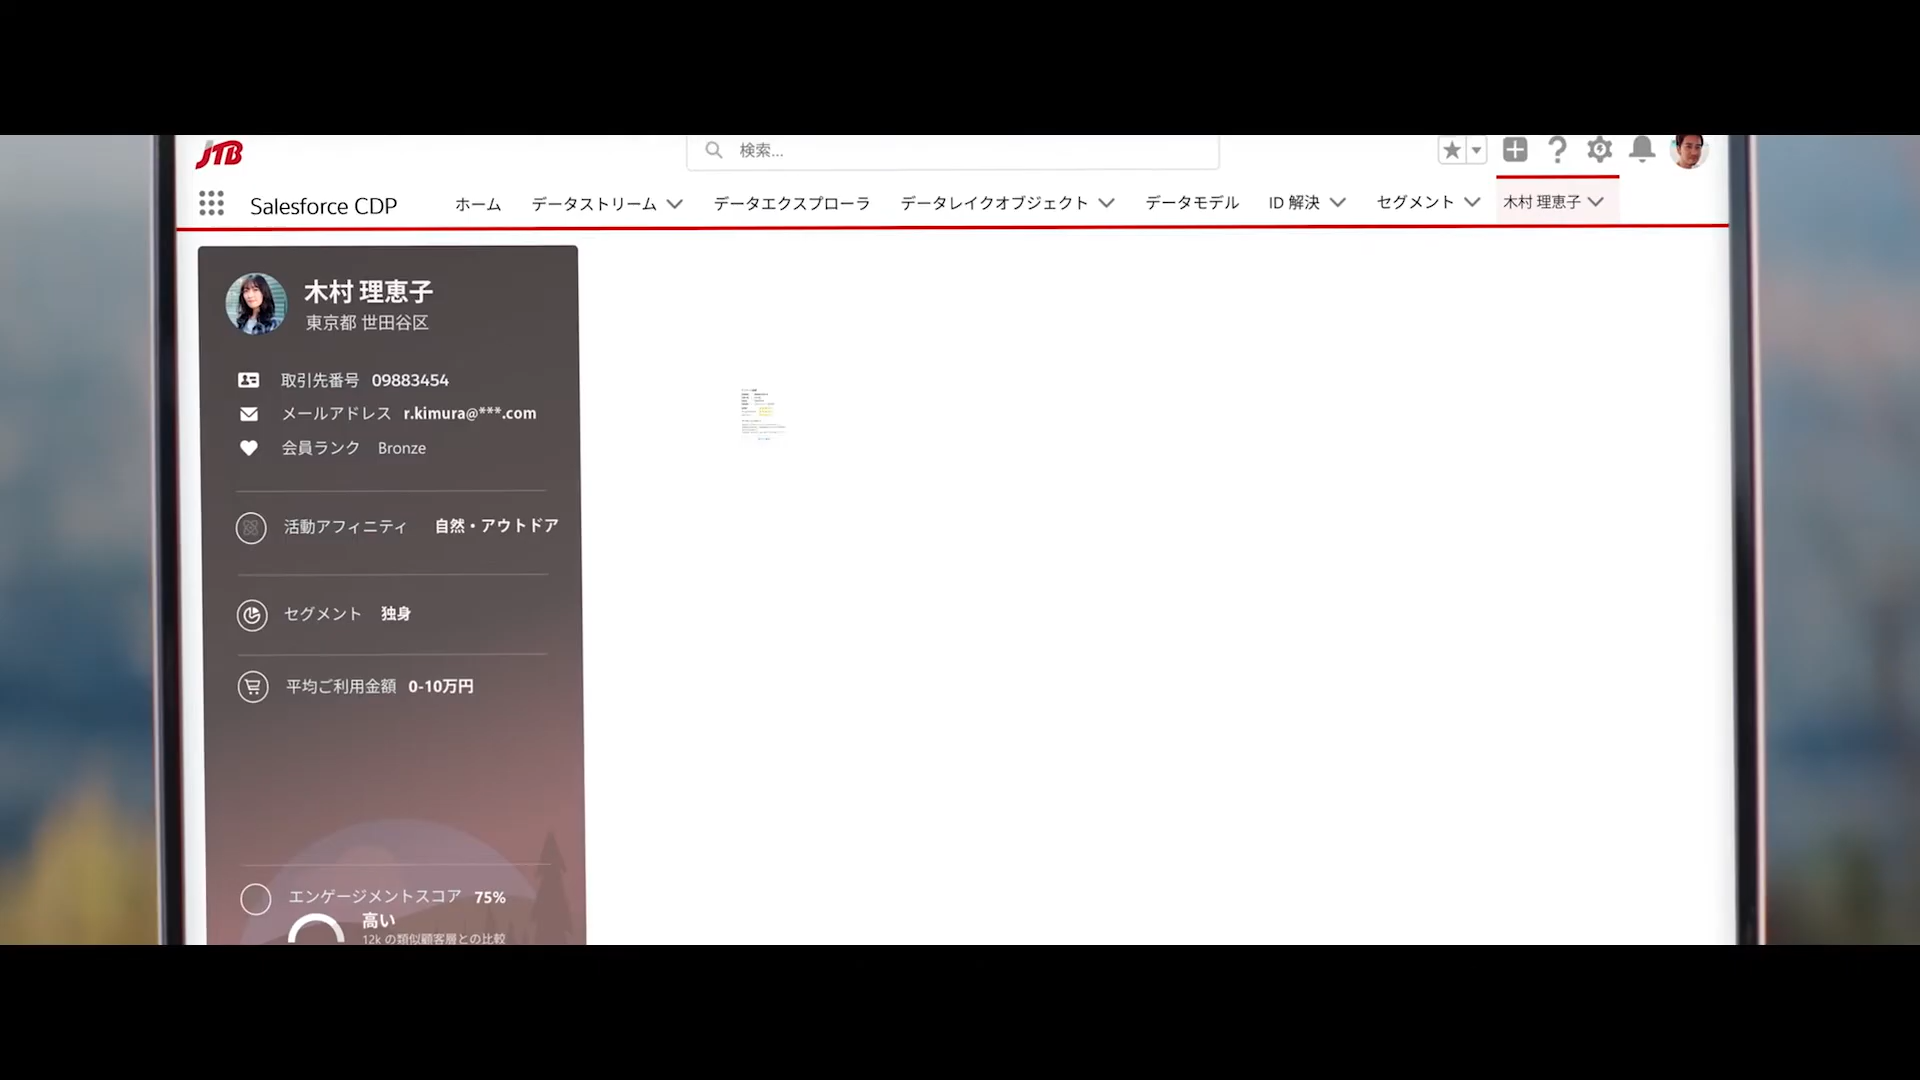 JTB
検索...
Salesforce CDP ホーム データストリーム データエクスプローラ データレイクオブジェクト データモデル ID 解決 セグメント 木村 理恵子
木村 理恵子
東京都 世田谷区
取引先番号 09883454
メールアドレス r.kimura@***.com
会員ランク Bronze
活動アフィニティ 自然・アウトドア
セグメント 独身
平均ご利用金額 0-10万円
エンゲージメントスコア 75%
高い
12k の類似顧客層との比較